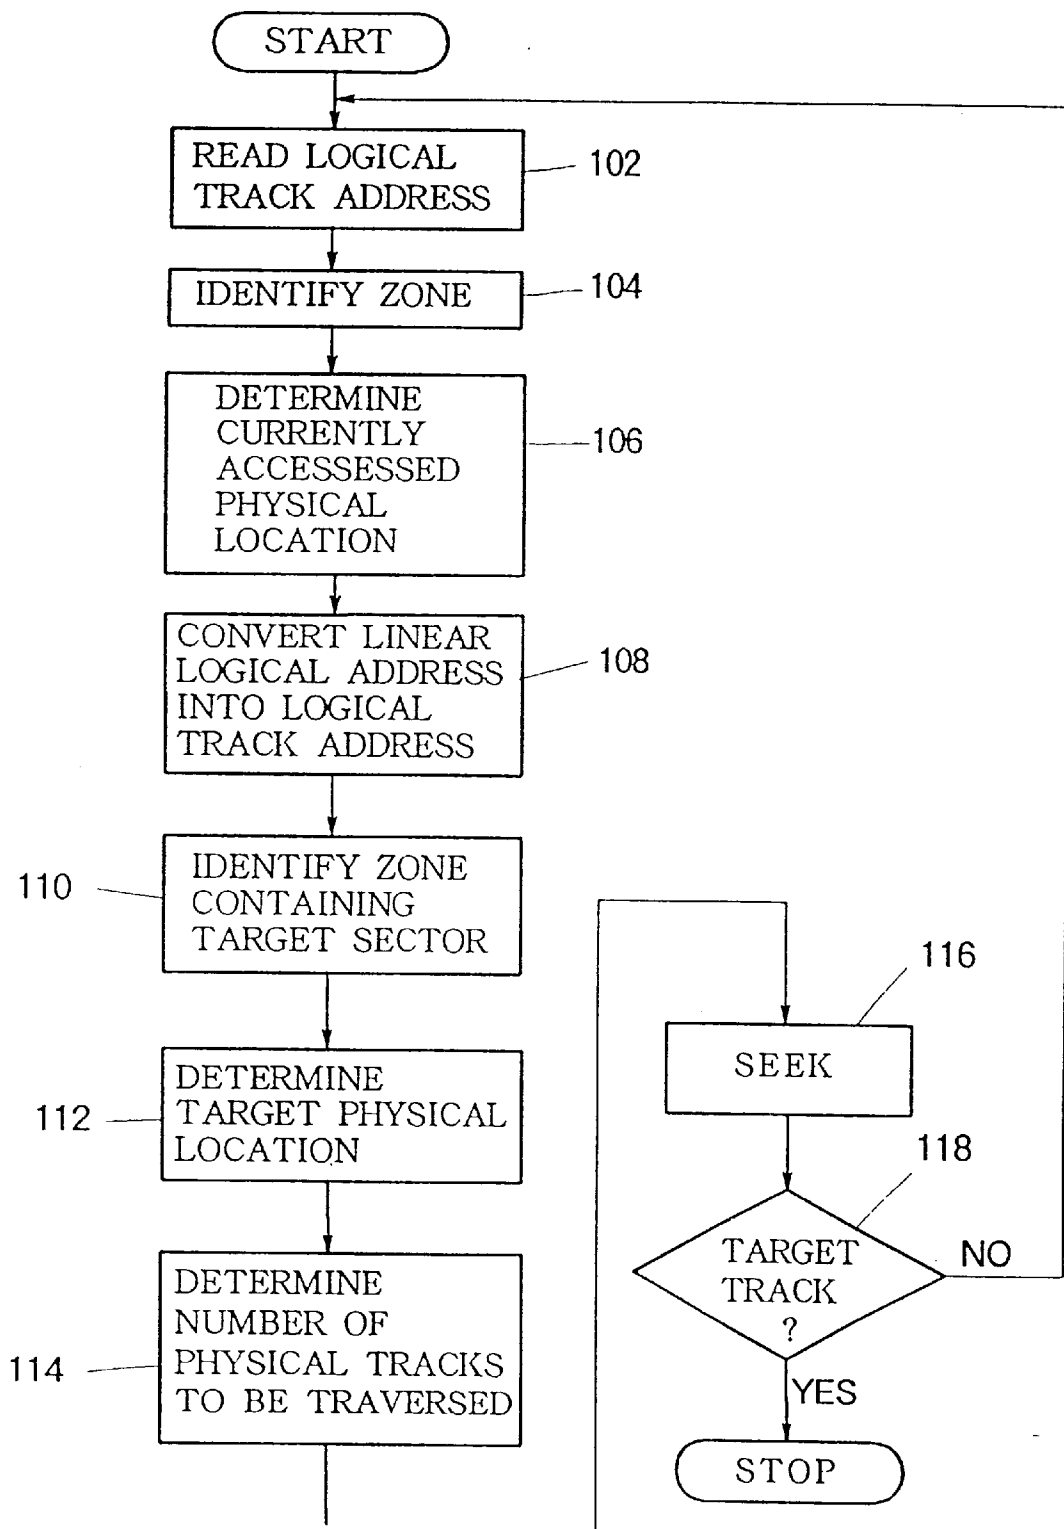 START
READ LOGICAL
TRACK ADDRESS
102
IDENTIFY ZONE
104
DETERMINE
CURRENTLY
ACCESSESSED
PHYSICAL
LOCATION
106
CONVERT LINEAR
LOGICAL ADDRESS
INTO LOGICAL
TRACK ADDRESS
108
IDENTIFY ZONE
CONTAINING
TARGET SECTOR
110
DETERMINE
TARGET PHYSICAL
LOCATION
112
DETERMINE
NUMBER OF
PHYSICAL TRACKS
TO BE TRAVERSED
114
SEEK
116
TARGET
TRACK
?
118
NO
YES
STOP